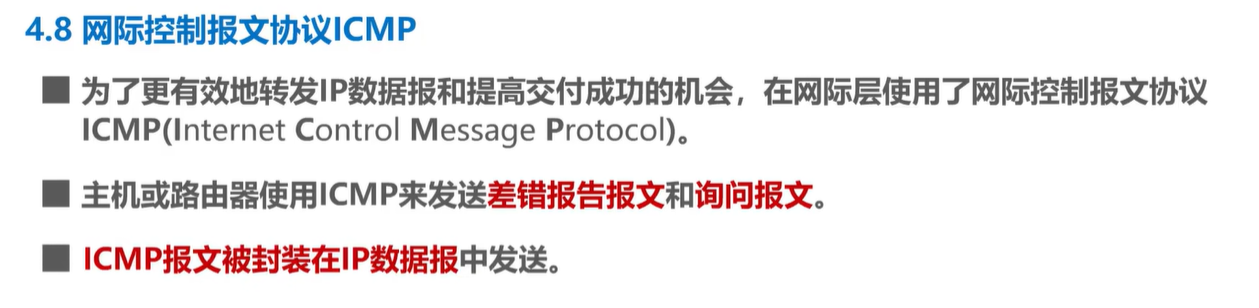 4.8 网际控制报文协议ICMP
■ 为了更有效地转发IP数据报和提高交付成功的机会，在网际层使用了网际控制报文协议
ICMP(Internet Control Message Protocol)。
■ 主机或路由器使用ICMP来发送差错报告报文和询问报文。
■ ICMP报文被封装在IP数据报中发送。